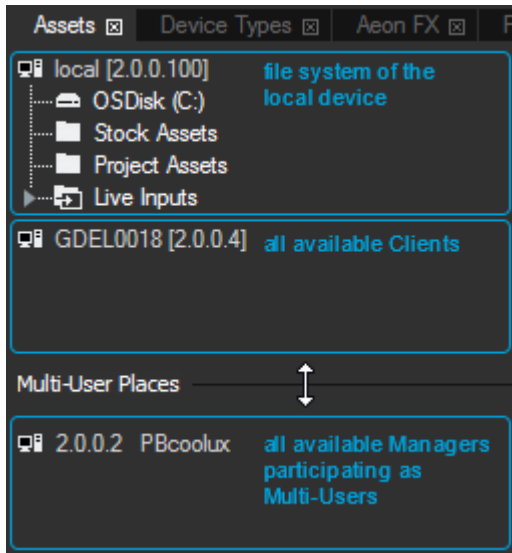 Assets Device Types Aeon FX F
local [2.0.0.100] file system of the
local device
OSDisk (C:)
Stock Assets
Project Assets
Live Inputs
GDEL0018 [2.0.0.4] all available Clients
Multi-User Places
2.0.0.2 PBcoolux all available Managers
participating as
Multi-Users